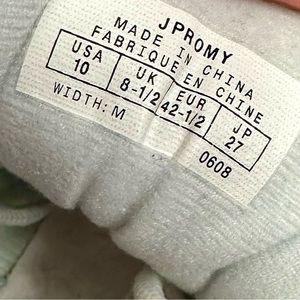 JPROMY
MADE IN CHINA
FABRIQUE EN CHINE
USA UK EUR JP
10 8-1/2 42-1/2 27
WIDTH: M 0608